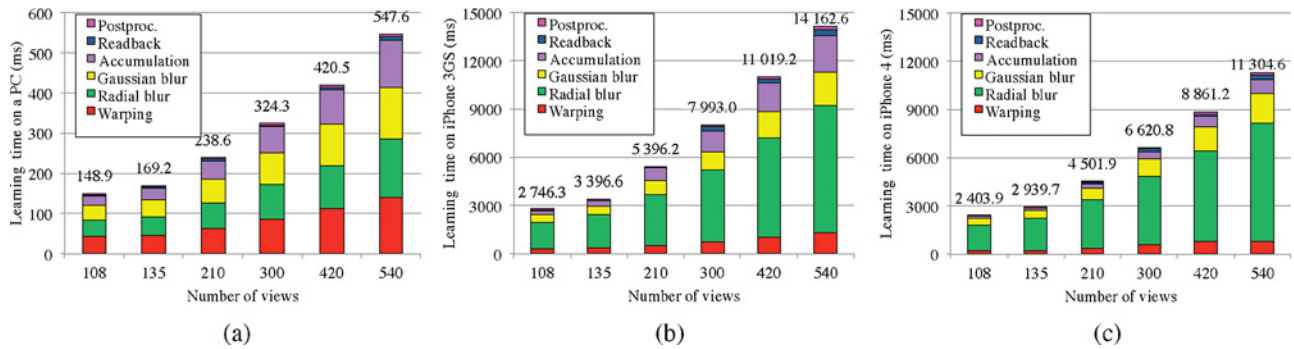 600
500
400
300
200
100
0
Learning time on a PC (ms)
Postproc.
Readback
Accumulation
Gaussian blur
Radial blur
Warping
148.9
169.2
238.6
324.3
420.5
547.6
108 135 210 300 420 540
Number of views
(a)
15000
12000
9000
6000
3000
0
Learning time on iPhone 3GS (ms)
Postproc.
Readback
Accumulation
Gaussian blur
Radial blur
Warping
2 746.3
3 396.6
5 396.2
7 993.0
11 019.2
14 162.6
108 135 210 300 420 540
Number of views
(b)
15000
12000
9000
6000
3000
0
Learning time on iPhone 4 (ms)
Postproc.
Readback
Accumulation
Gaussian blur
Radial blur
Warping
2 403.9
2 939.7
4 501.9
6 620.8
8 861.2
11 304.6
108 135 210 300 420 540
Number of views
(c)